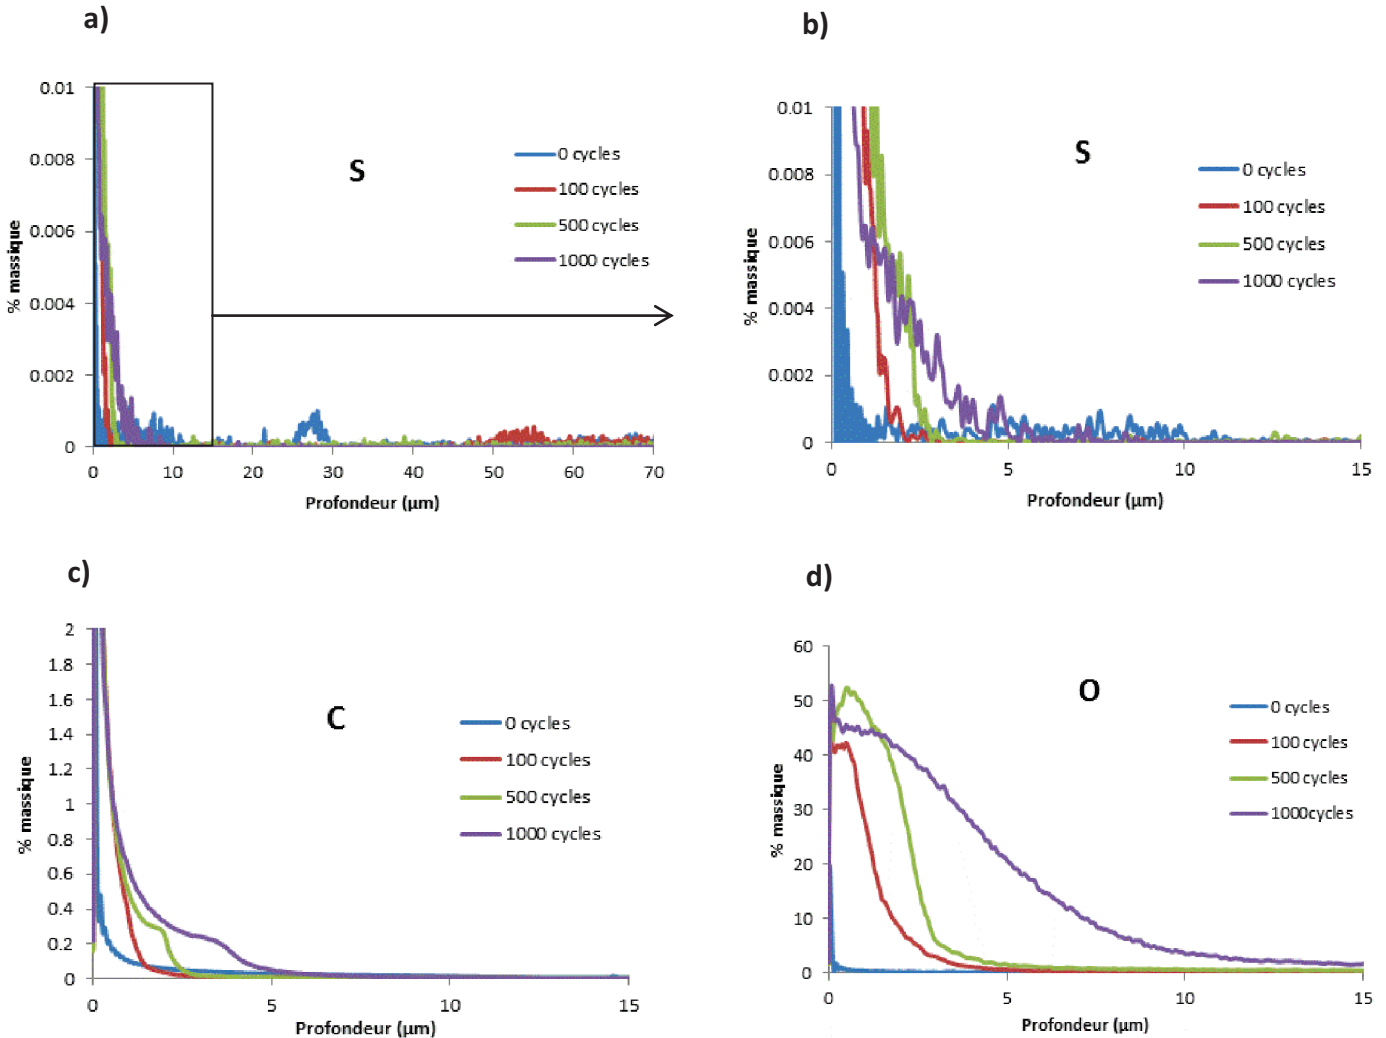 a)
0.01
0.008
0.006
0.004
0.002
0
% massique
S
0 cycles
100 cycles
500 cycles
1000 cycles
0 10 20 30 40 50 60 70
Profondeur (µm)
b)
0.01
0.008
0.006
0.004
0.002
0
% massique
S
0 cycles
100 cycles
500 cycles
1000 cycles
0 5 10 15
Profondeur (µm)
c)
2
1.8
1.6
1.4
1.2
1
0.8
0.6
0.4
0.2
0
% massique
C
0 cycles
100 cycles
500 cycles
1000 cycles
0 5 10 15
Profondeur (µm)
d)
60
50
40
30
20
10
0
% massique
O
0 cycles
100 cycles
500 cycles
1000cycles
0 5 10 15
Profondeur (µm)